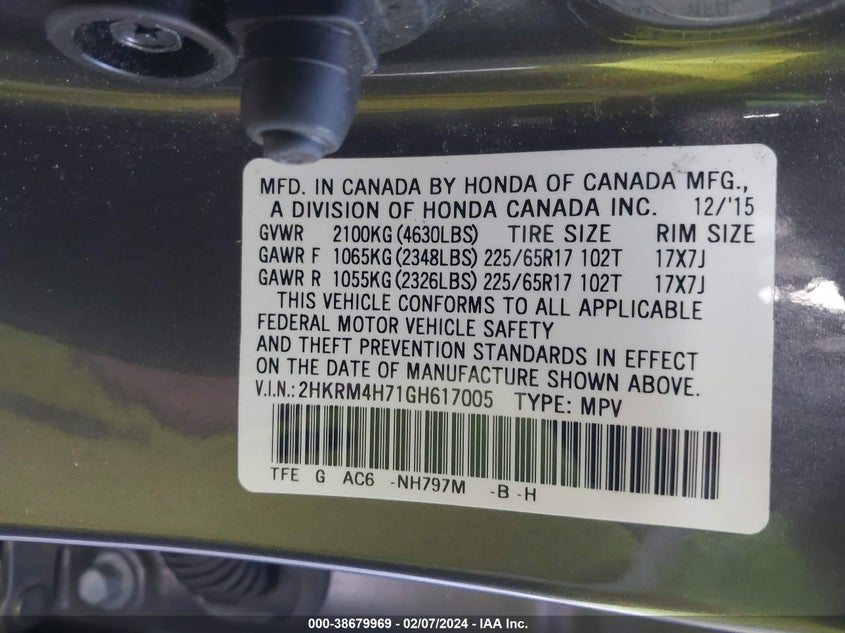 MFD. IN CANADA BY HONDA OF CANADA MFG.,
A DIVISION OF HONDA CANADA INC. 12/'15
GVWR 2100KG(4630LBS) TIRE SIZE RIM SIZE
GAWR F 1065KG(2348LBS) 225/65R17 102T 17X7J
GAWR R 1055KG(2326LBS) 225/65R17 102T 17X7J
THIS VEHICLE CONFORMS TO ALL APPLICABLE
FEDERAL MOTOR VEHICLE SAFETY
AND THEFT PREVENTION STANDARDS IN EFFECT
ON THE DATE OF MANUFACTURE SHOWN ABOVE.
V.I.N.: 2HKRM4H71GH617005 TYPE: MPV
TFE G AC6 -NH797M -B -H
000-38679969 - 02/07/2024 - IAA Inc.